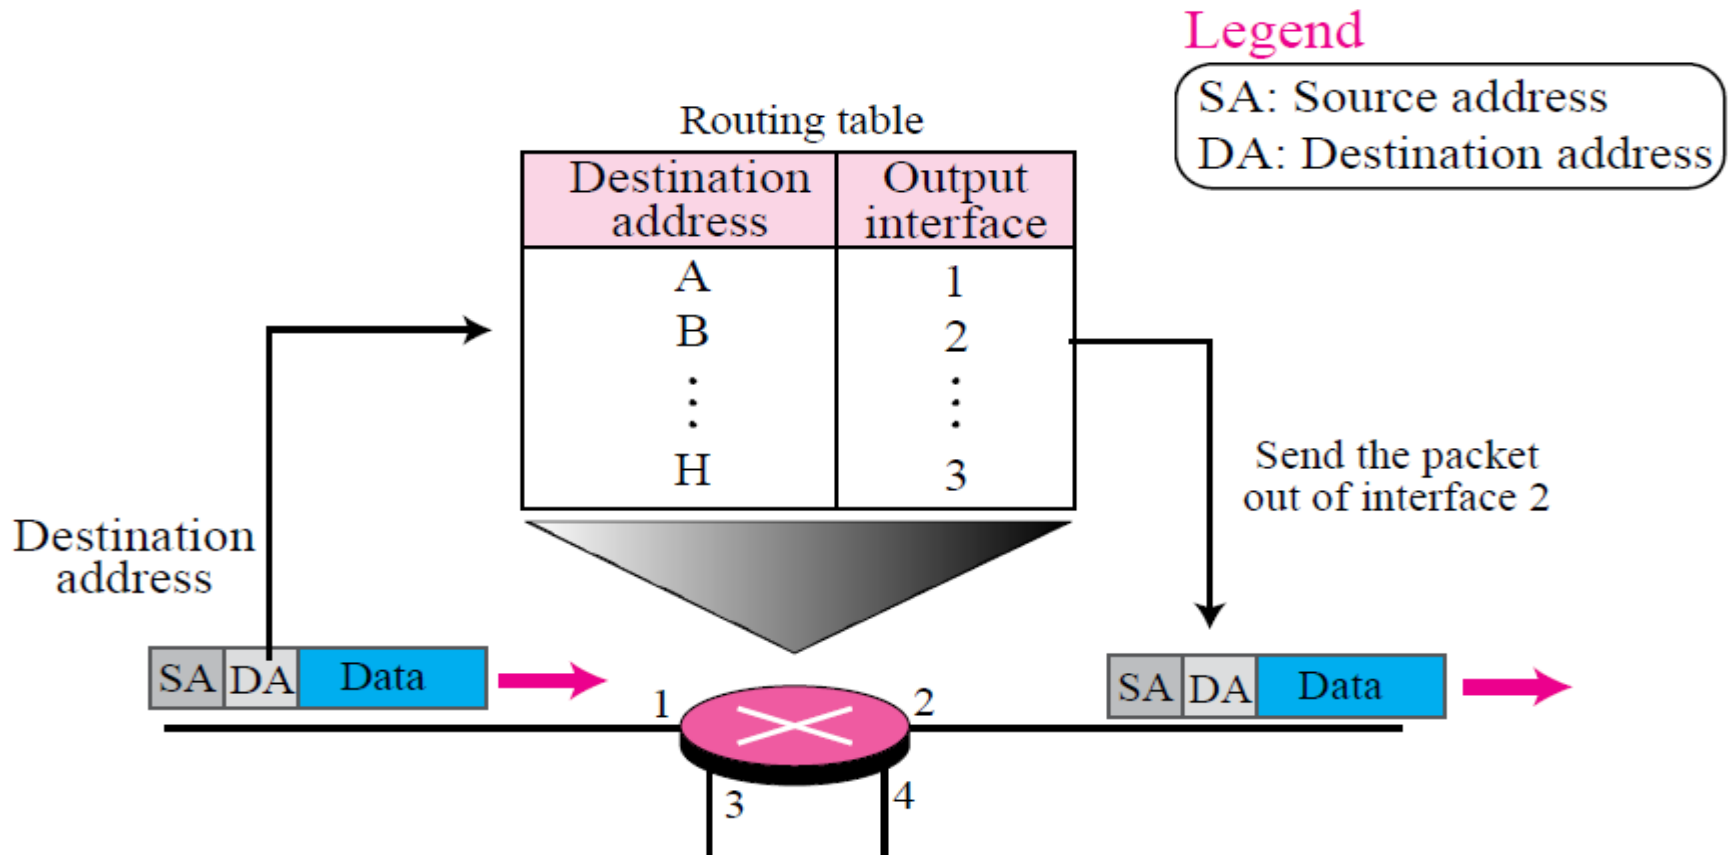 Legend
SA: Source address
DA: Destination address
Routing table
Destination address
Output interface
A 1
B 2
⋮ ⋮
H 3
Destination
address
Send the packet
out of interface 2
SA DA Data
SA DA Data
1
2
3
4